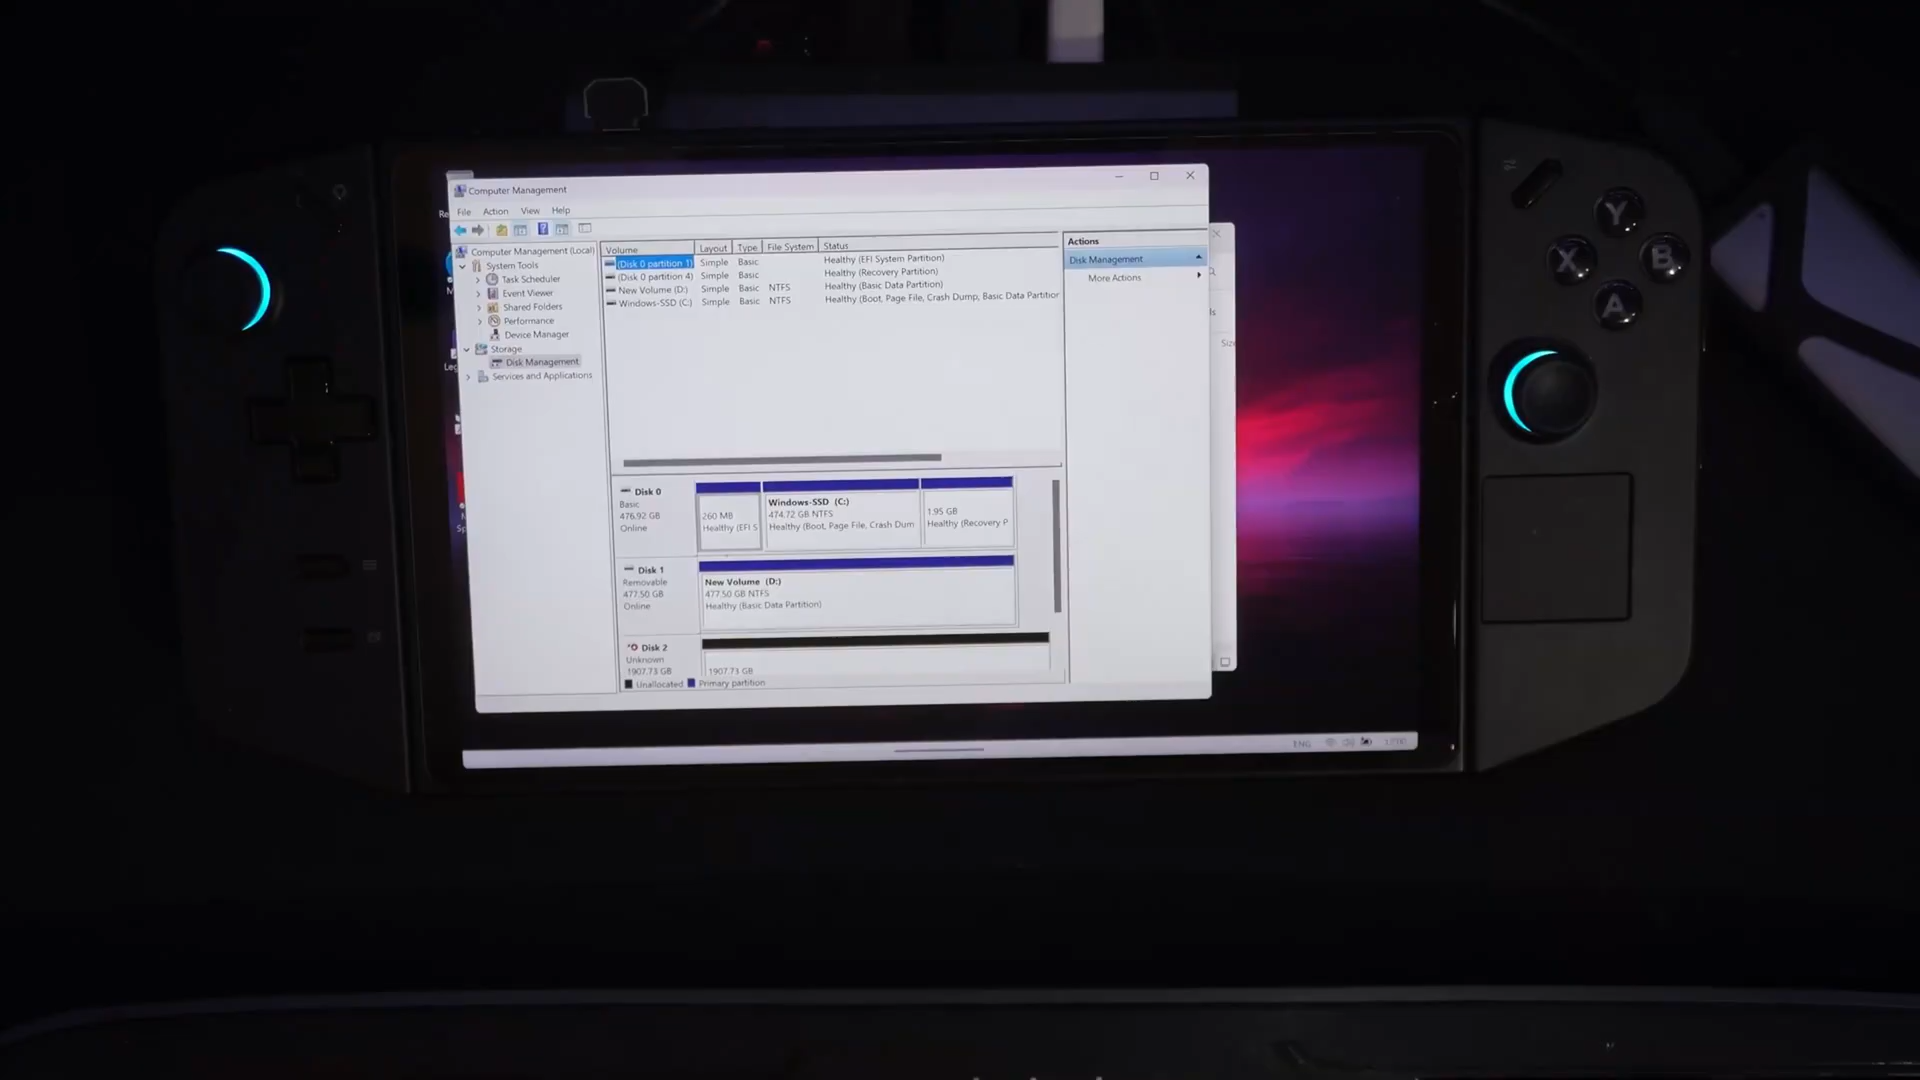 Computer Management
File Action View Help
Computer Management (Local)
System Tools
Task Scheduler
Event Viewer
Shared Folders
Performance
Device Manager
Storage
Disk Management
Services and Applications
Volume Layout Type File System Status
(Disk 0 partition 1) Simple Basic Healthy (EFI System Partition)
(Disk 0 partition 4) Simple Basic Healthy (Recovery Partition)
New Volume (D:) Simple Basic NTFS Healthy (Basic Data Partition)
Windows-SSD (C:) Simple Basic NTFS Healthy (Boot, Page File, Crash Dump, Basic Data Partition
Actions
Disk Management
More Actions
Disk 0
Basic
476.92 GB
Online
260 MB
Healthy (EFI S
Windows-SSD (C:)
474.72 GB NTFS
Healthy (Boot, Page File, Crash Dum
1.95 GB
Healthy (Recovery P
Disk 1
Removable
477.50 GB
Online
New Volume (D:)
477.50 GB NTFS
Healthy (Basic Data Partition)
Disk 2
Unknown
1907.73 GB
1907.73 GB
Unallocated Primary partition
Re
Leg
Sp
Size
ENG
Y
X
B
A